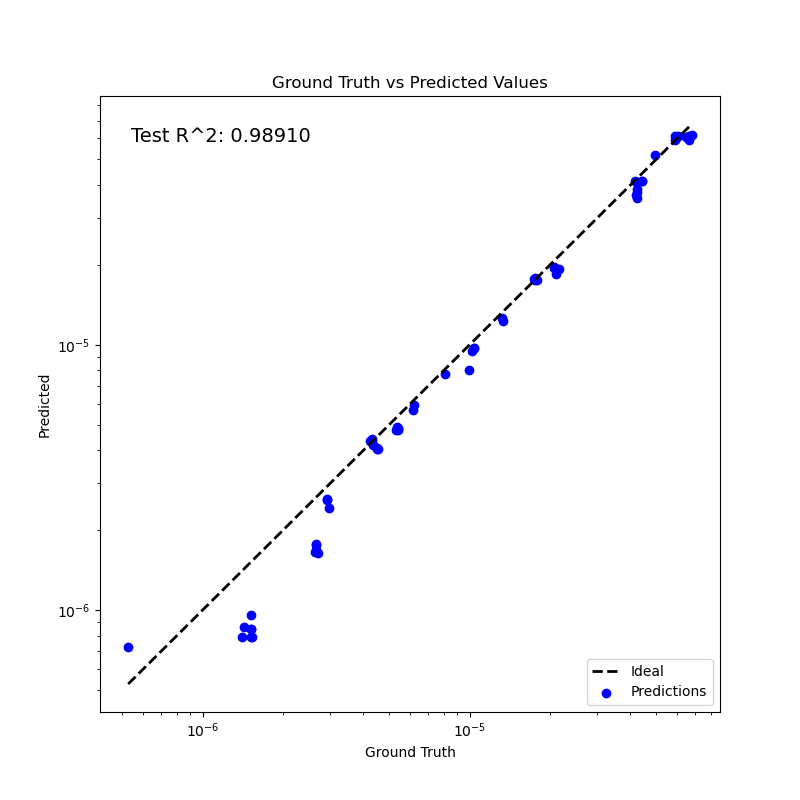 Ground Truth vs Predicted Values
Test R^2: 0.98910
Predicted
10⁻⁵
10⁻⁶
10⁻⁶
10⁻⁵
Ground Truth
Ideal
Predictions